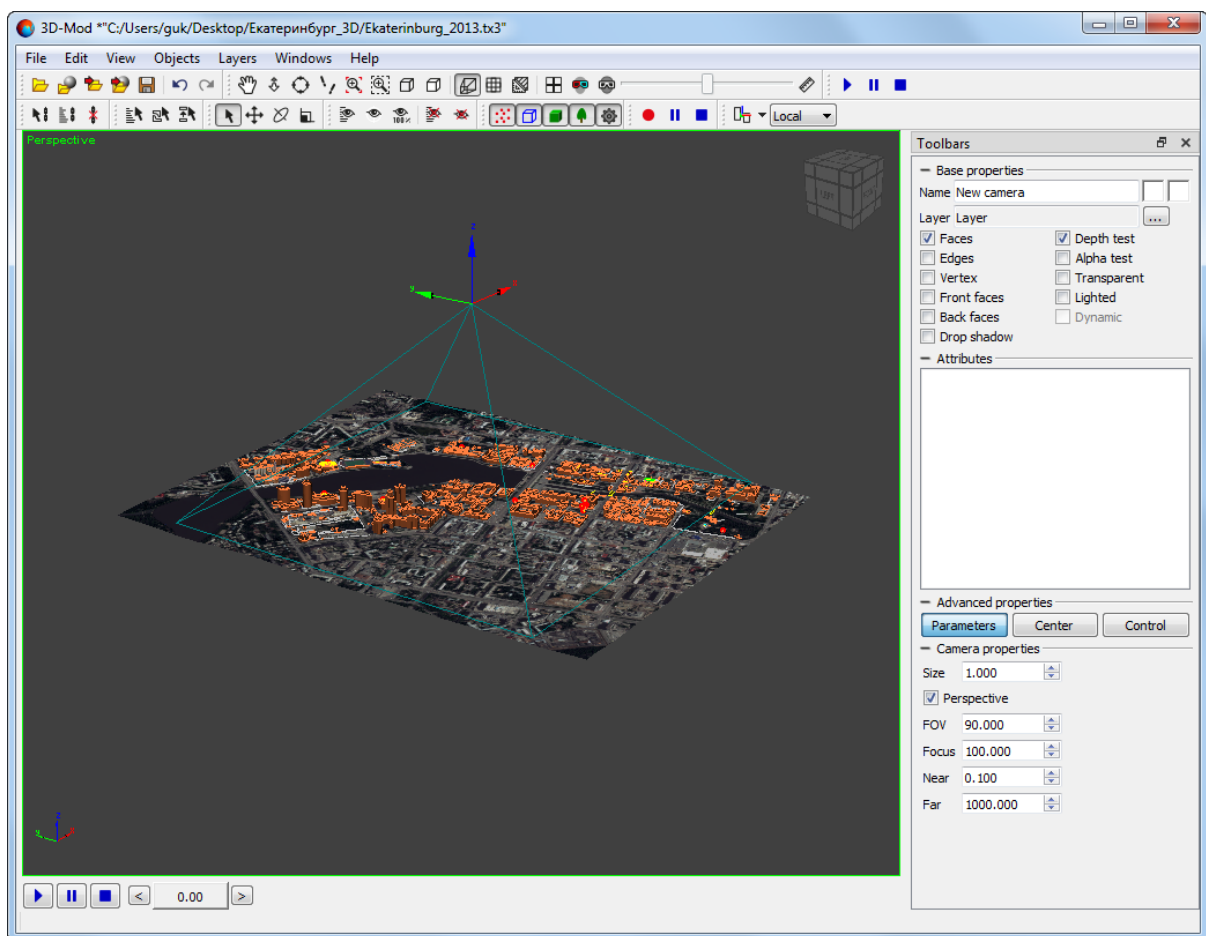 3D-Mod *"C:/Users/guk/Desktop/Екатеринбург_3D/Ekaterinburg_2013.tx3"
File Edit View Objects Layers Windows Help
100%
Local
Perspective
Toolbars
Base properties
Name New camera
Layer Layer ...
Faces Depth test
Edges Alpha test
Vertex Transparent
Front faces Lighted
Back faces Dynamic
Drop shadow
Attributes
Advanced properties
Parameters Center Control
Camera properties
Size 1.000
Perspective
FOV 90.000
Focus 100.000
Near 0.100
Far 1000.000
LEFT
z
y
z
y
< 0.00 >